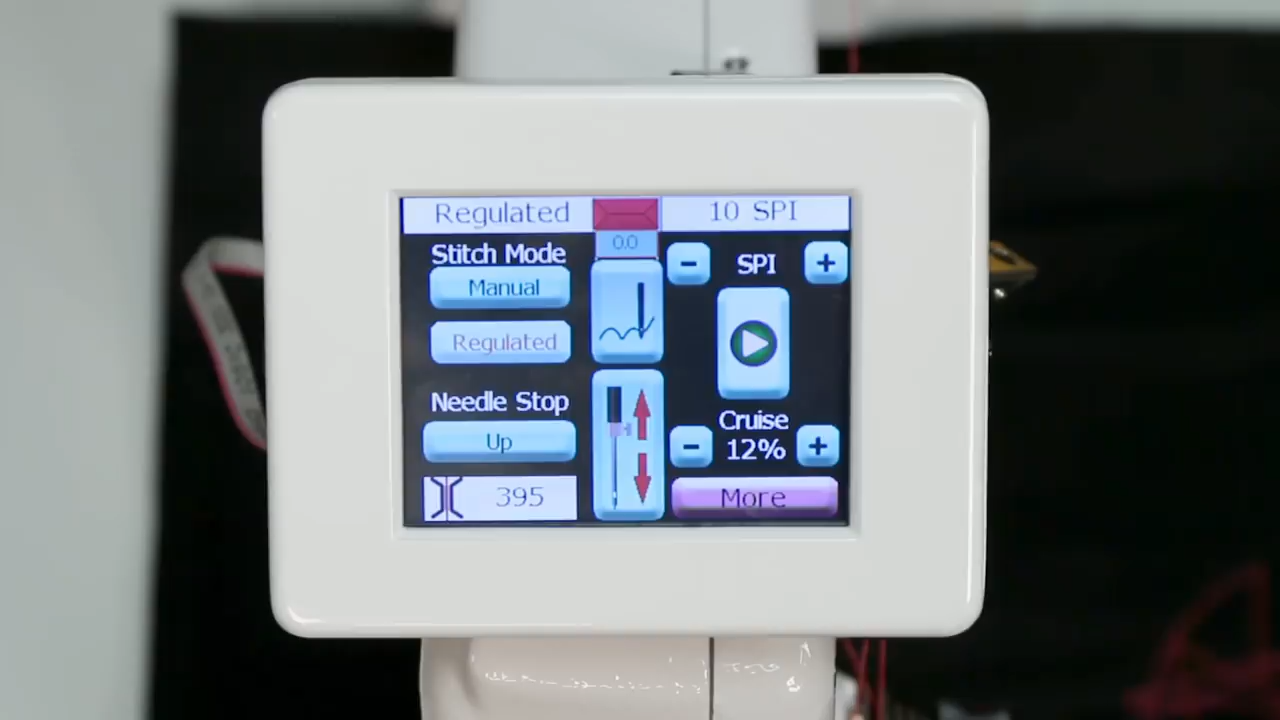 Regulated
10 SPI
0.0
Stitch Mode
Manual
Regulated
Needle Stop
Up
395
- SPI +
Cruise
- 12% +
More